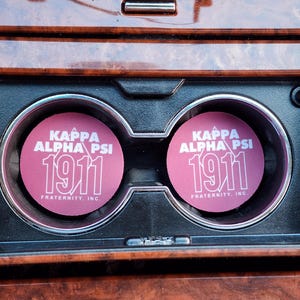 KAPPA
ALPHA PSI
1911
FRATERNITY, INC.
KAPPA
ALPHA PSI
1911
FRATERNITY, INC.